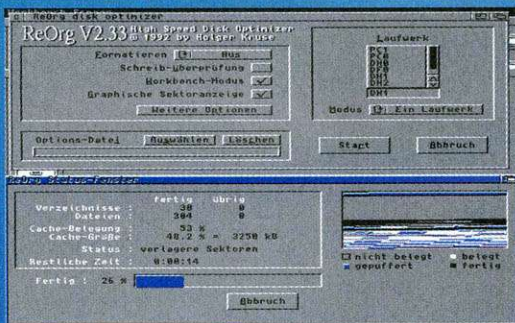 ReOrg disk optimizer
ReOrg V2.33 High Speed Disk Optimizer
© 1992 by Holger Kruse
Formatieren Aus
Schreib-Überprüfung
Workbench-Modus
Graphische Sektoranzeige
Weitere Optionen
Options-Datei Auswählen Löschen
Laufwerk
PC1
PC0
DH0
DF0
DH1
DH2
DH1
Modus Ein Laufwerk
Start Abbruch
ReOrg Status-Fenster
fertig übrig
Verzeichnisse : 38 0
Dateien : 304 0
Cache-Belegung : 53 %
Cache-Größe : 48.2 % = 3250 kB
Status : verlagere Sektoren
Restliche Zeit : 0:00:14
Fertig : 26 %
Abbruch
nicht belegt belegt
gepuffert fertig